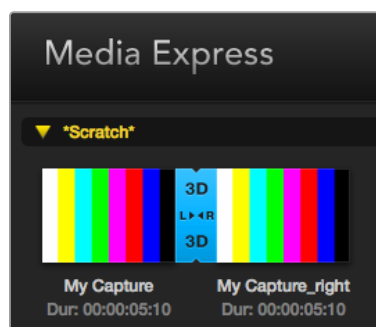 Media Express
*Scratch*
3D
L▶◀R
3D
My Capture
My Capture_right
Dur: 00:00:05:10
Dur: 00:00:05:10